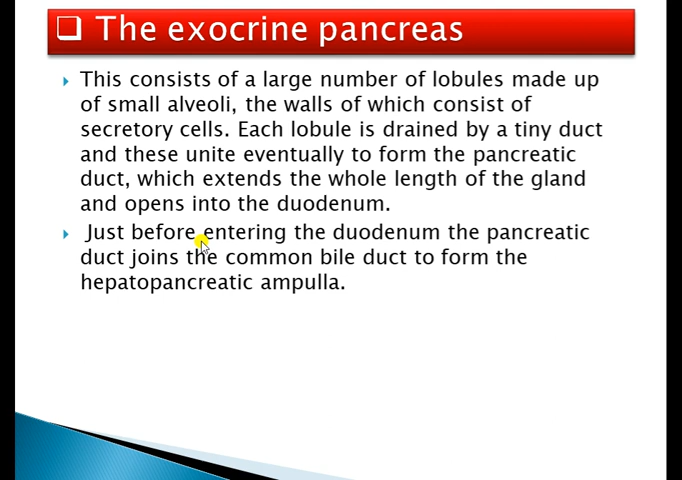 The exocrine pancreas
This consists of a large number of lobules made up
of small alveoli, the walls of which consist of
secretory cells. Each lobule is drained by a tiny duct
and these unite eventually to form the pancreatic
duct, which extends the whole length of the gland
and opens into the duodenum.
Just before entering the duodenum the pancreatic
duct joins the common bile duct to form the
hepatopancreatic ampulla.